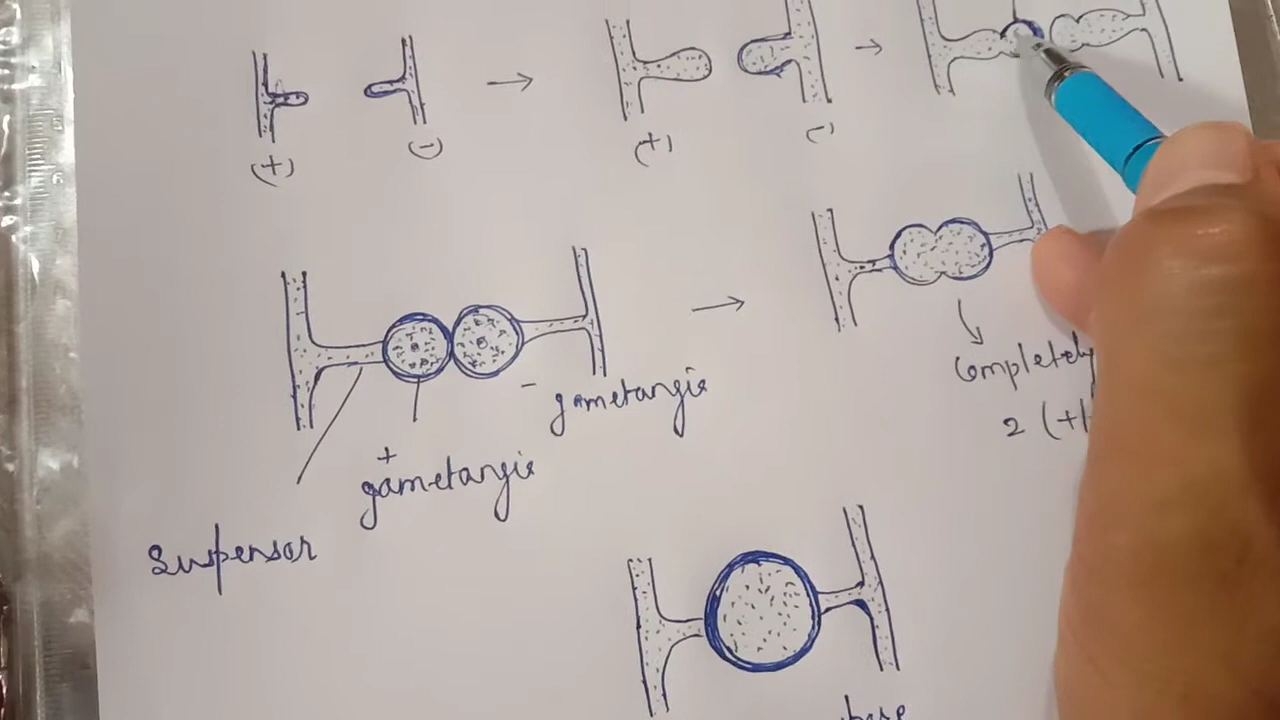 (+) (-) (+) (-)
- gametangia
+ gametangia
Suspensor
Completely
2 (+/